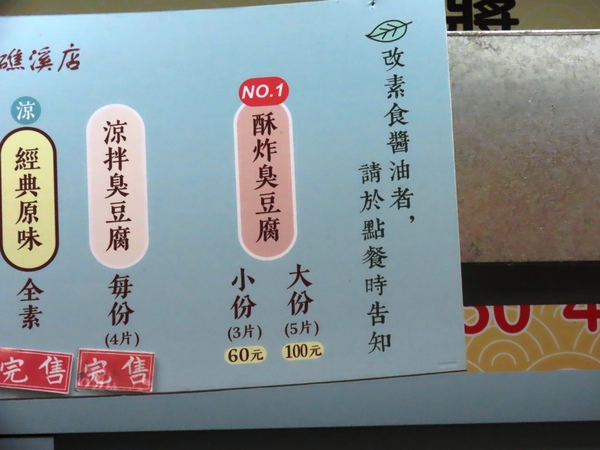 礁溪店
改素食醬油者，
請於點餐時告知
NO.1
酥炸臭豆腐
大份
(5片)
100元
小份
(3片)
60元
涼拌臭豆腐
每份
(4片)
完售
涼
經典原味
全素
完售